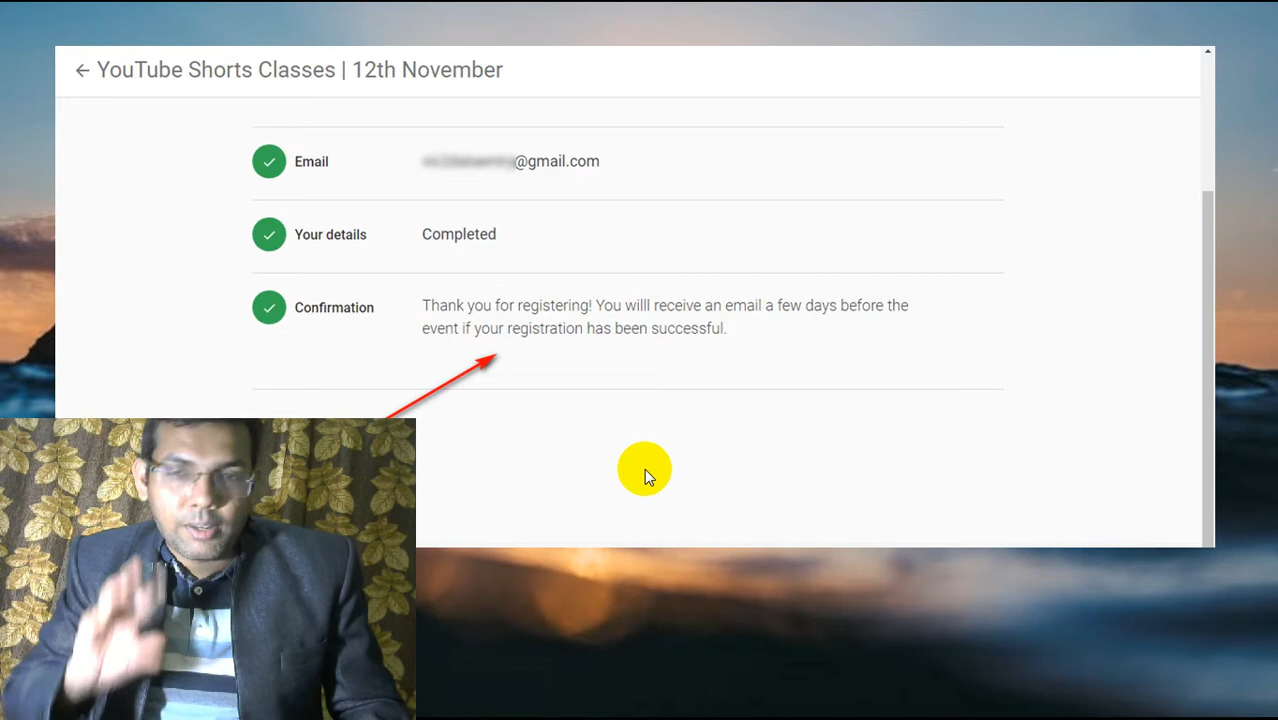 YouTube Shorts Classes | 12th November
Email
@gmail.com
Your details
Completed
Confirmation
Thank you for registering! You willl receive an email a few days before the
event if your registration has been successful.